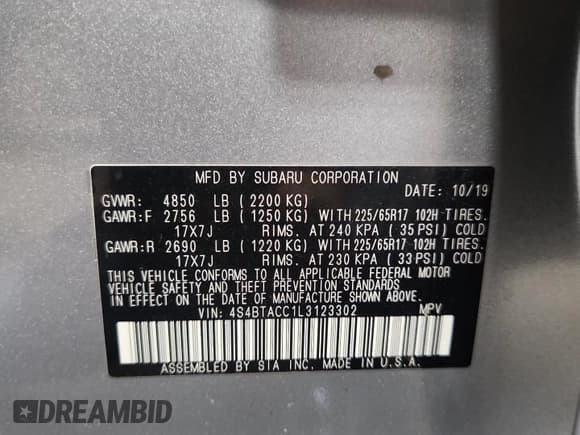 MFD BY SUBARU CORPORATION
DATE: 10/19
GVWR: 4850 LB (2200 KG)
GAWR:F 2756 LB (1250 KG) WITH 225/65R17 102H TIRES.
17X7J RIMS. AT 240 KPA (35 PSI) COLD
GAWR:R 2690 LB (1220 KG) WITH 225/65R17 102H TIRES.
17X7J RIMS. AT 230 KPA (33 PSI) COLD
THIS VEHICLE CONFORMS TO ALL APPLICABLE FEDERAL MOTOR
VEHICLE SAFETY AND THEFT PREVENTION STANDARDS
IN EFFECT ON THE DATE OF MANUFACTURE SHOWN ABOVE.
VIN: 4S4BTACC1L3123302 MPV
ASSEMBLED BY SIA INC. MADE IN U.S.A.
DREAMBID